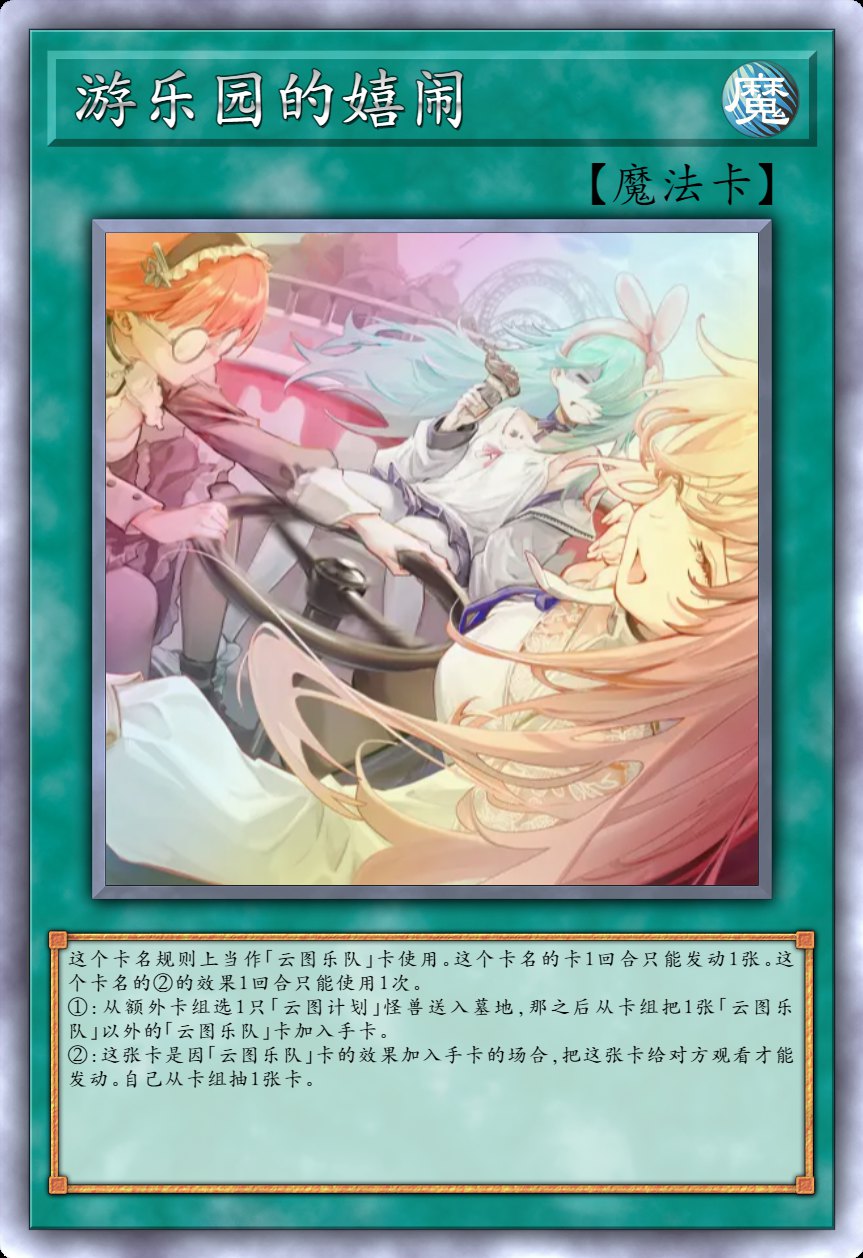 游乐园的嬉闹
魔
【魔法卡】
这个卡名规则上当作「云图乐队」卡使用。这个卡名的卡1回合只能发动1张。这
个卡名的②的效果1回合只能使用1次。
①:从额外卡组选1只「云图计划」怪兽送入墓地,那之后从卡组把1张「云图乐
队」以外的「云图乐队」卡加入手卡。
②:这张卡是因「云图乐队」卡的效果加入手卡的场合,把这张卡给对方观看才能
发动。自己从卡组抽1张卡。